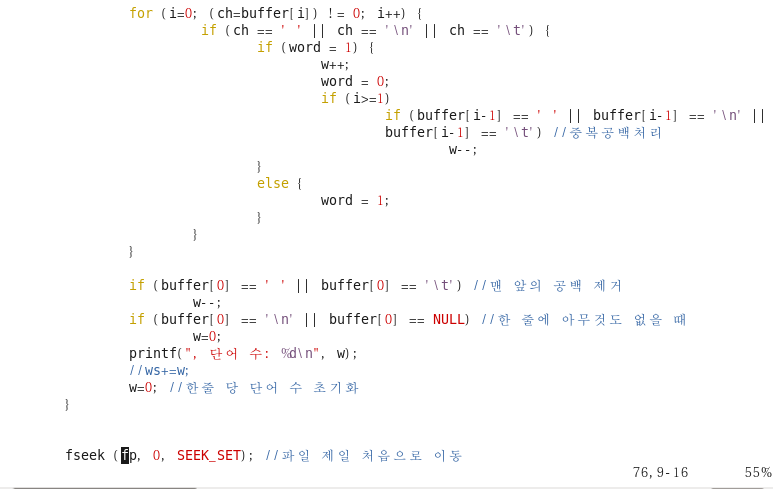 for (i=0; (ch=buffer[i]) != 0; i++) {
if (ch == ' ' || ch == '\n' || ch == '\t') {
if (word = 1) {
w++;
word = 0;
if (i>=1)
if (buffer[i-1] == ' ' || buffer[i-1] == '\n' ||
buffer[i-1] == '\t') //중복공백처리
w--;
}
else {
word = 1;
}
}
}
if (buffer[0] == ' ' || buffer[0] == '\t') //맨 앞의 공백 제거
w--;
if (buffer[0] == '\n' || buffer[0] == NULL) //한 줄에 아무것도 없을 때
w=0;
printf(", 단어 수: %d\n", w);
//ws+=w;
w=0; //한줄 당 단어 수 초기화
}
fseek (fp, 0, SEEK_SET); //파일 제일 처음으로 이동
76,9-16 55%